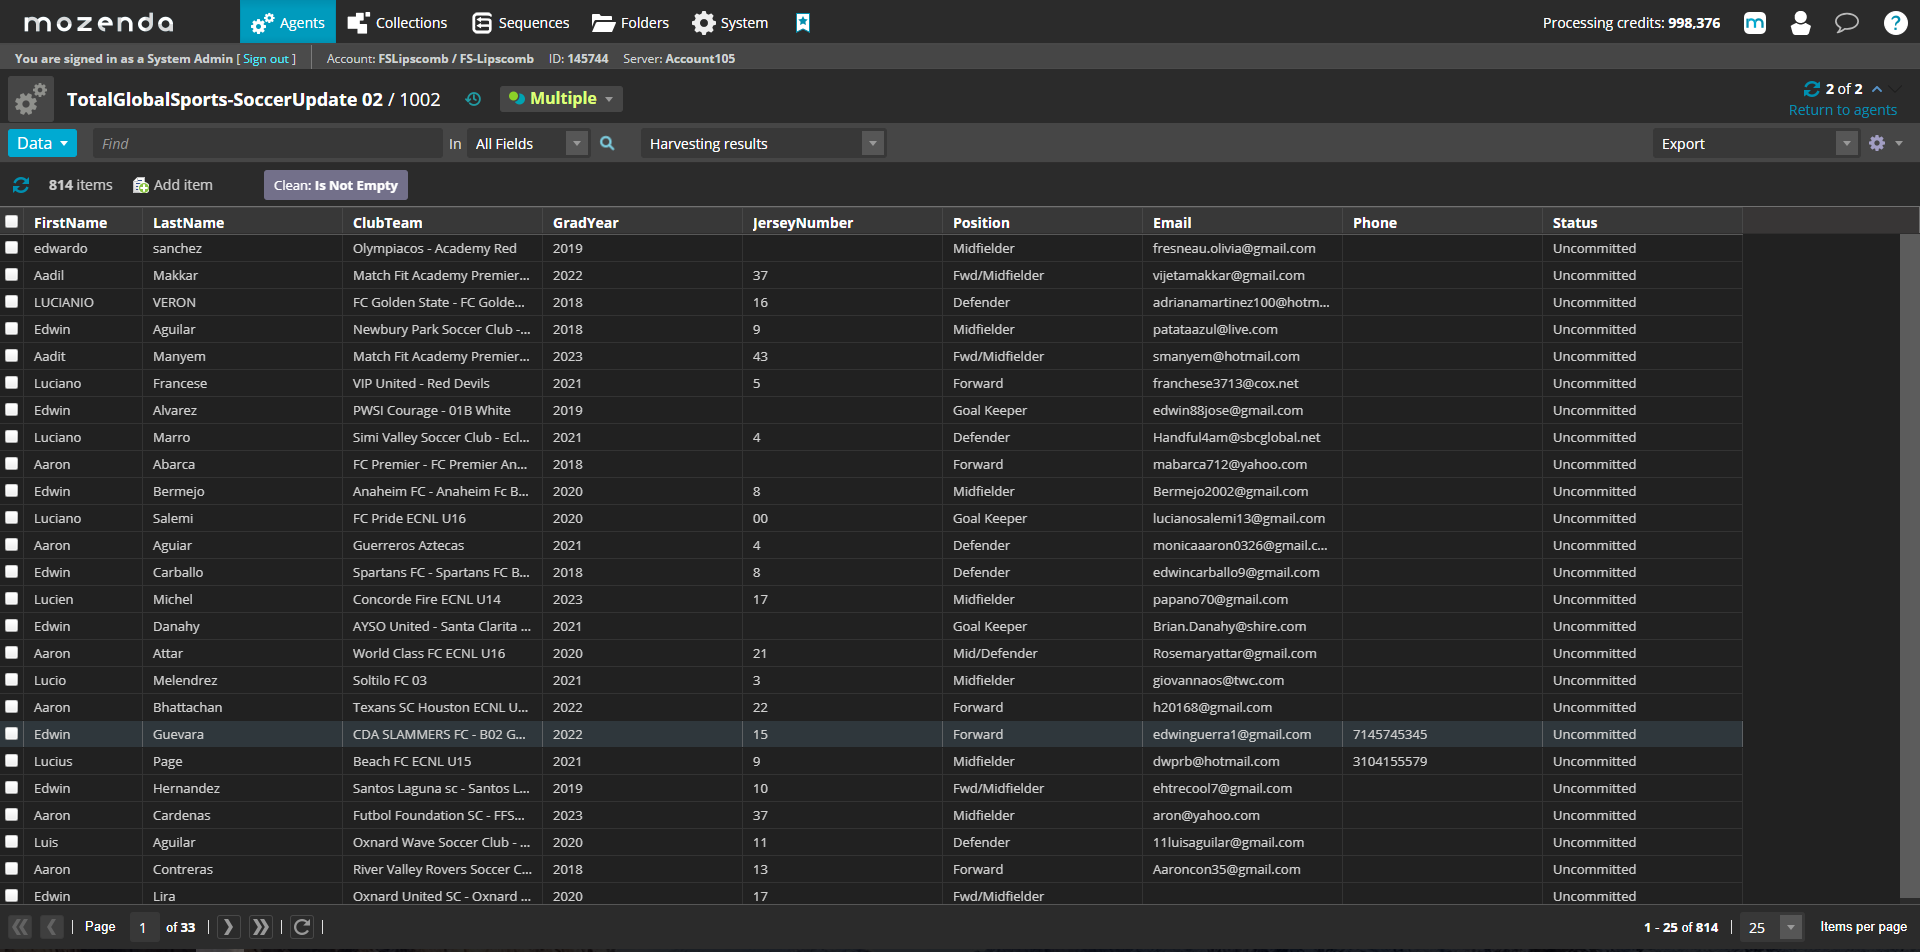 mozenda Agents Collections Sequences Folders System Processing credits: 998,376 m ?
You are signed in as a System Admin [ Sign out ] Account: FSLipscomb / FS-Lipscomb ID: 145744 Server: Account105
TotalGlobalSports-SoccerUpdate 02 / 1002 Multiple 2 of 2
Return to agents
Data Find In All Fields Harvesting results Export
814 items Add item Clean: Is Not Empty
FirstName LastName ClubTeam GradYear JerseyNumber Position Email Phone Status
edwardo sanchez Olympiacos - Academy Red 2019 Midfielder fresneau.olivia@gmail.com Uncommitted
Aadil Makkar Match Fit Academy Premier... 2022 37 Fwd/Midfielder vijetamakkar@gmail.com Uncommitted
LUCIANIO VERON FC Golden State - FC Golde... 2018 16 Defender adrianamartinez100@hotm... Uncommitted
Edwin Aguilar Newbury Park Soccer Club -... 2018 9 Midfielder patataazul@live.com Uncommitted
Aadit Manyem Match Fit Academy Premier... 2023 43 Fwd/Midfielder smanyem@hotmail.com Uncommitted
Luciano Francese VIP United - Red Devils 2021 5 Forward franchese3713@cox.net Uncommitted
Edwin Alvarez PWSI Courage - 01B White 2019 Goal Keeper edwin88jose@gmail.com Uncommitted
Luciano Marro Simi Valley Soccer Club - Ecl... 2021 4 Defender Handful4am@sbcglobal.net Uncommitted
Aaron Abarca FC Premier - FC Premier An... 2018 Forward mabarca712@yahoo.com Uncommitted
Edwin Bermejo Anaheim FC - Anaheim Fc B... 2020 8 Midfielder Bermejo2002@gmail.com Uncommitted
Luciano Salemi FC Pride ECNL U16 2020 00 Goal Keeper lucianosalemi13@gmail.com Uncommitted
Aaron Aguiar Guerreros Aztecas 2021 4 Defender monicaaaron0326@gmail.c... Uncommitted
Edwin Carballo Spartans FC - Spartans FC B... 2018 8 Defender edwincarballo9@gmail.com Uncommitted
Lucien Michel Concorde Fire ECNL U14 2023 17 Midfielder papano70@gmail.com Uncommitted
Edwin Danahy AYSO United - Santa Clarita ... 2021 Goal Keeper Brian.Danahy@shire.com Uncommitted
Aaron Attar World Class FC ECNL U16 2020 21 Mid/Defender Rosemaryattar@gmail.com Uncommitted
Lucio Melendrez Soltilo FC 03 2021 3 Midfielder giovannaos@twc.com Uncommitted
Aaron Bhattachan Texans SC Houston ECNL U... 2022 22 Forward h20168@gmail.com Uncommitted
Edwin Guevara CDA SLAMMERS FC - B02 G... 2022 15 Forward edwinguerra1@gmail.com 7145745345 Uncommitted
Lucius Page Beach FC ECNL U15 2021 9 Midfielder dwprb@hotmail.com 3104155579 Uncommitted
Edwin Hernandez Santos Laguna sc - Santos L... 2019 10 Fwd/Midfielder ehtrecool7@gmail.com Uncommitted
Aaron Cardenas Futbol Foundation SC - FFS... 2023 37 Midfielder aron@yahoo.com Uncommitted
Luis Aguilar Oxnard Wave Soccer Club - ... 2020 11 Defender 11luisaguilar@gmail.com Uncommitted
Aaron Contreras River Valley Rovers Soccer C... 2018 13 Forward Aaroncon35@gmail.com Uncommitted
Edwin Lira Oxnard United SC - Oxnard ... 2020 17 Fwd/Midfielder Uncommitted
Page 1 of 33 1 - 25 of 814 25 Items per page